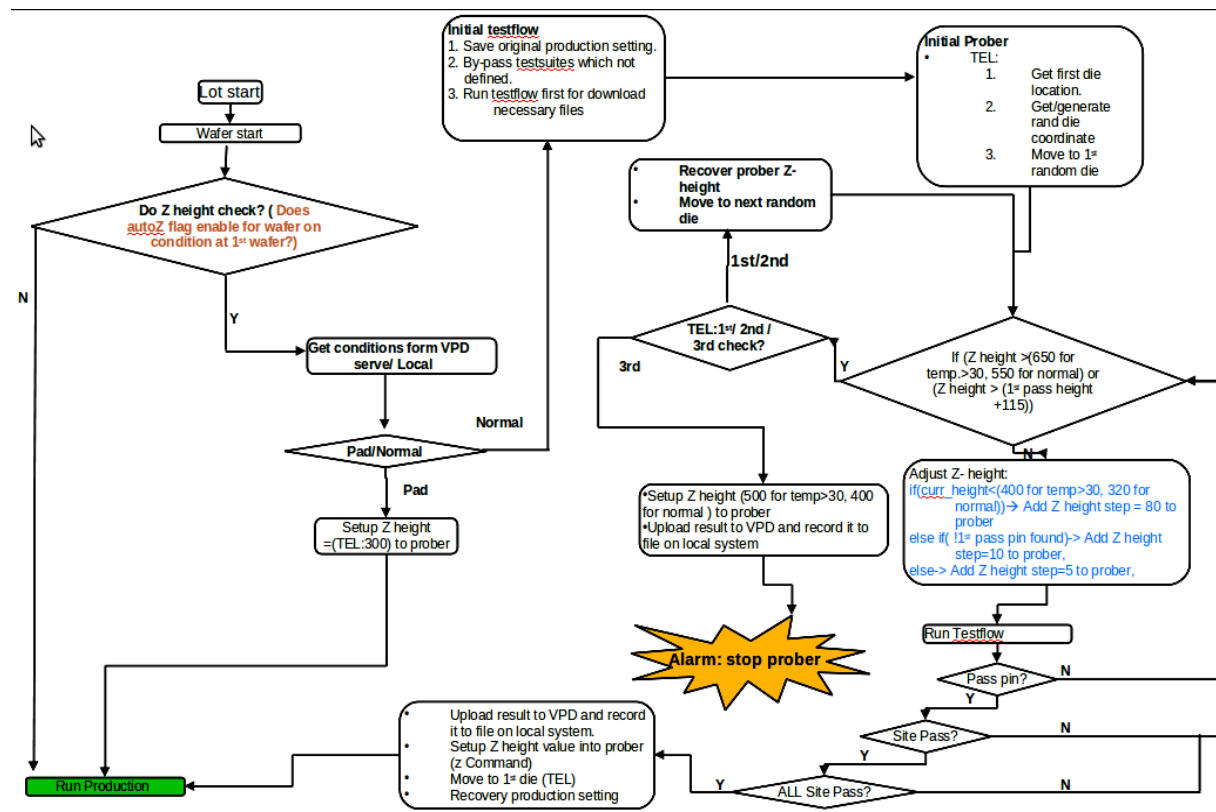 Lot start
Wafer start
Do Z height check? ( Does
autoZ flag enable for wafer on
condition at 1st wafer?)
N
Y
Get conditions form VPD
serve/ Local
Pad/Normal
Normal
Pad
Setup Z height
=(TEL:300) to prober
Run Production
Initial testflow
1. Save original production setting.
2. By-pass testsuites which not
defined.
3. Run testflow first for download
necessary files
Initial Prober
• TEL:
1. Get first die
location.
2. Get/generate
rand die
coordinate
3. Move to 1st
random die
• Recover prober Z-
height
• Move to next random
die
1st/2nd
TEL:1st/ 2nd /
3rd check?
3rd
Y
If (Z height >(650 for
temp.>30, 550 for normal) or
(Z height > (1st pass height
+115))
N
Adjust Z- height:
if(curr_height<(400 for temp>30, 320 for
normal))→ Add Z height step = 80 to
prober
else if( !1st pass pin found)-> Add Z height
step=10 to prober,
else-> Add Z height step=5 to prober,
•Setup Z height (500 for temp>30, 400
for normal ) to prober
•Upload result to VPD and record it to
file on local system
Alarm: stop prober
Run Testflow
Pass pin?
N
Y
Site Pass?
N
Y
ALL Site Pass?
N
Y
• Upload result to VPD and record
it to file on local system.
• Setup Z height value into prober
(z Command)
• Move to 1st die (TEL)
• Recovery production setting